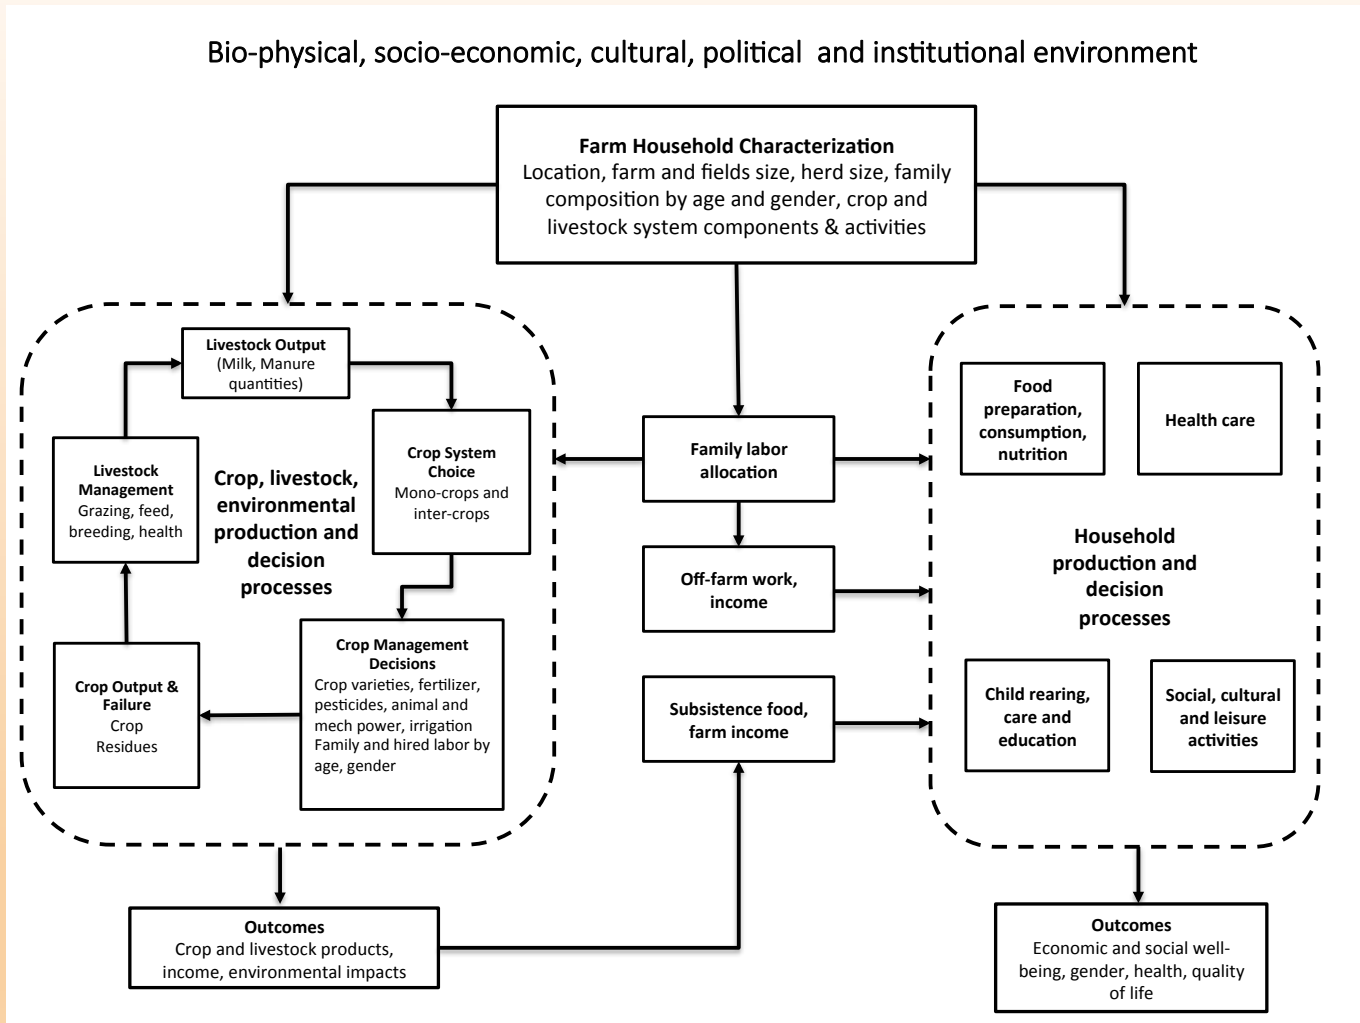 Bio-physical, socio-economic, cultural, political  and institutional environment
Farm Household Characterization
Location, farm and fields size, herd size, family
composition by age and gender, crop and
livestock system components & activities
Livestock Output
(Milk, Manure
quantities)
Crop System
Choice
Mono-crops and
inter-crops
Livestock
Management
Grazing, feed,
breeding, health
Crop, livestock,
environmental
production and
decision
processes
Crop Management
Decisions
Crop varieties, fertilizer,
pesticides, animal and
mech power, irrigation
Family and hired labor by
age, gender
Crop Output &
Failure
Crop
Residues
Outcomes
Crop and livestock products,
income, environmental impacts
Family labor
allocation
Off-farm work,
income
Subsistence food,
farm income
Food
preparation,
consumption,
nutrition
Health care
Household
production and
decision
processes
Child rearing,
care and
education
Social, cultural
and leisure
activities
Outcomes
Economic and social well-
being, gender, health, quality
of life